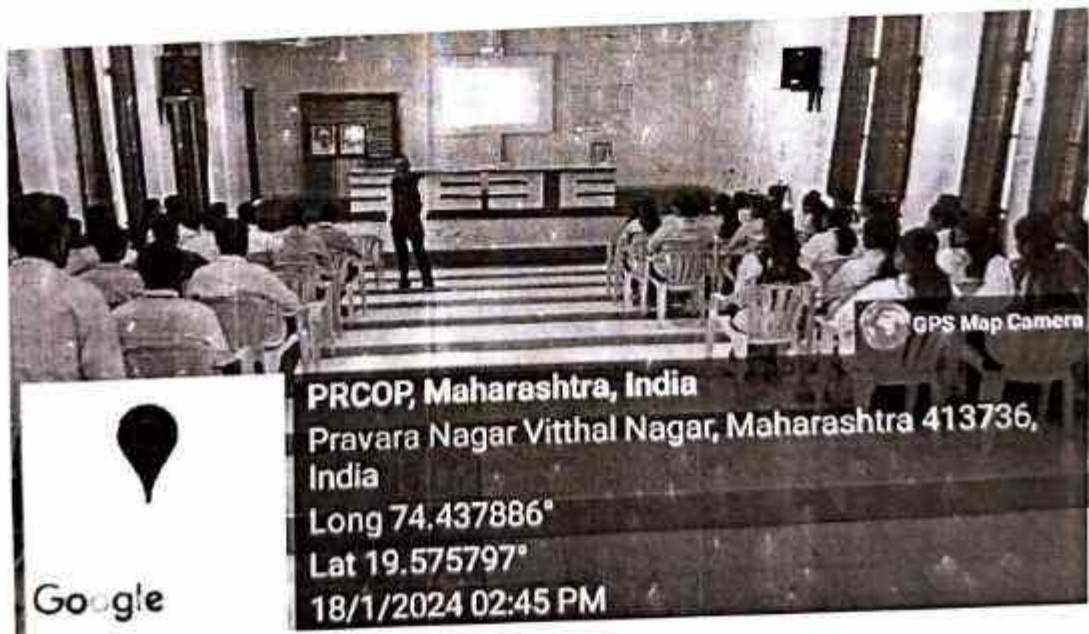 GPS Map Camera
PRCOP, Maharashtra, India
Pravara Nagar Vitthal Nagar, Maharashtra 413736,
India
Long 74.437886°
Lat 19.575797°
18/1/2024 02:45 PM
Google